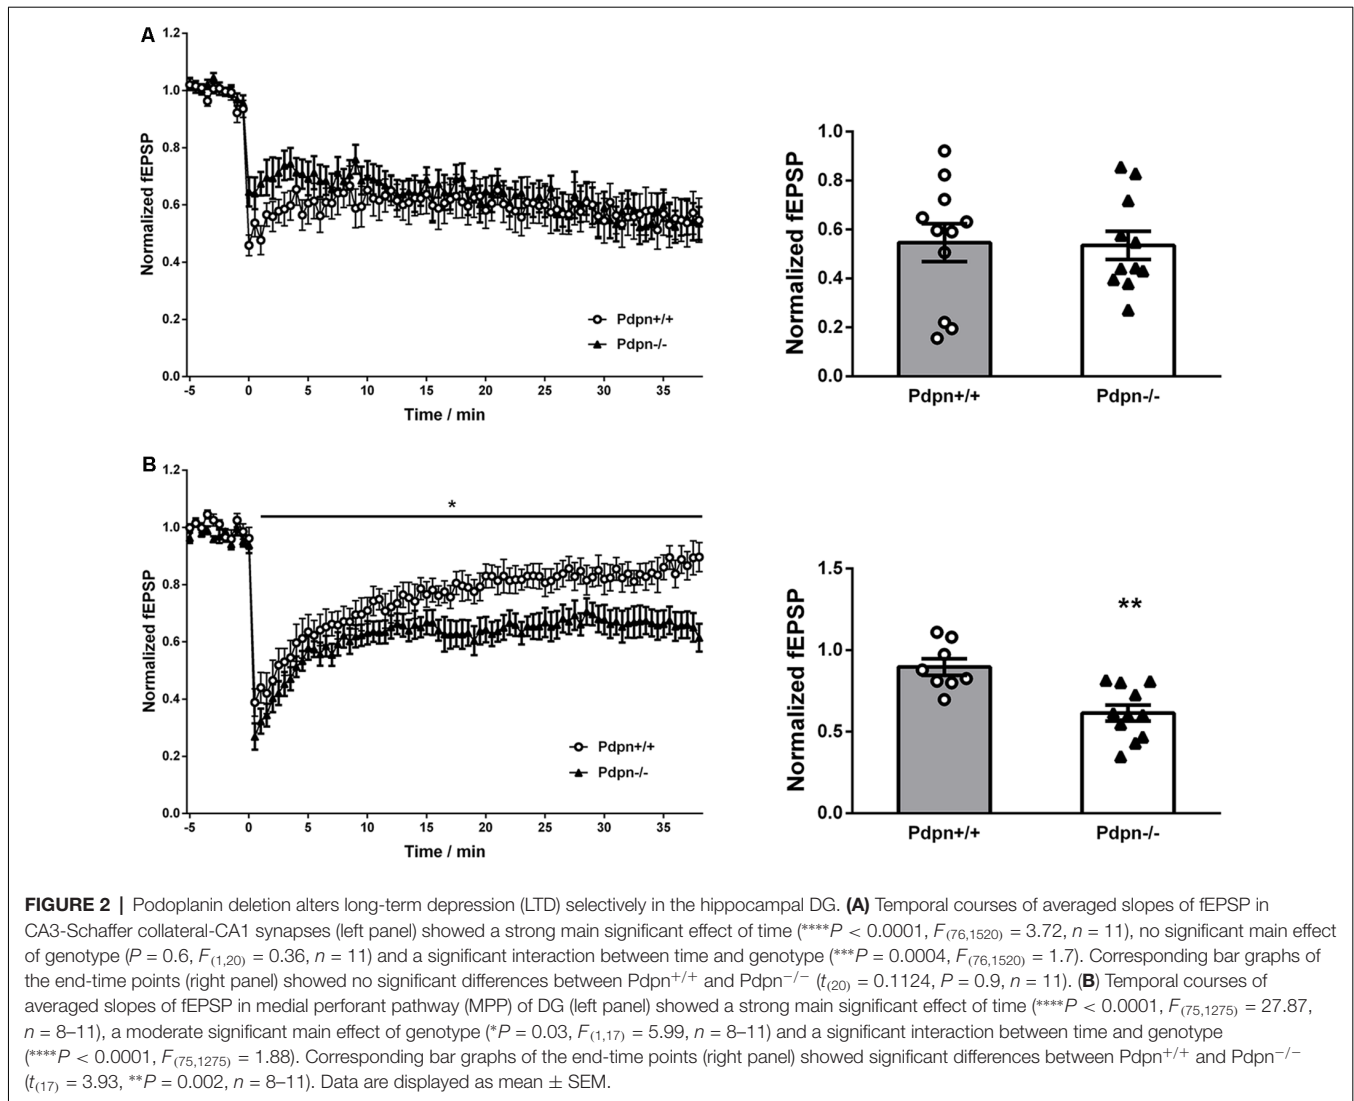 A
1.2
1.0
0.8
0.6
0.4
0.2
0.0
Normalized fEPSP
-5 0 5 10 15 20 25 30 35
Time / min
Pdpn+/+
Pdpn-/-
1.0
0.8
0.6
0.4
0.2
0.0
Normalized fEPSP
Pdpn+/+ Pdpn-/-
B
1.2
1.0
0.8
0.6
0.4
0.2
0.0
Normalized fEPSP
*
-5 0 5 10 15 20 25 30 35
Time / min
Pdpn+/+
Pdpn-/-
1.5
1.0
0.5
0.0
Normalized fEPSP
**
Pdpn+/+ Pdpn-/-
FIGURE 2 | Podoplanin deletion alters long-term depression (LTD) selectively in the hippocampal DG. (A) Temporal courses of averaged slopes of fEPSP in
CA3-Schaffer collateral-CA1 synapses (left panel) showed a strong main significant effect of time (****P < 0.0001, F(76,1520) = 3.72, n = 11), no significant main effect
of genotype (P = 0.6, F(1,20) = 0.36, n = 11) and a significant interaction between time and genotype (***P = 0.0004, F(76,1520) = 1.7). Corresponding bar graphs of
the end-time points (right panel) showed no significant differences between Pdpn+/+ and Pdpn−/− (t(20) = 0.1124, P = 0.9, n = 11). (B) Temporal courses of
averaged slopes of fEPSP in medial perforant pathway (MPP) of DG (left panel) showed a strong main significant effect of time (****P < 0.0001, F(75,1275) = 27.87,
n = 8–11), a moderate significant main effect of genotype (*P = 0.03, F(1,17) = 5.99, n = 8–11) and a significant interaction between time and genotype
(****P < 0.0001, F(75,1275) = 1.88). Corresponding bar graphs of the end-time points (right panel) showed significant differences between Pdpn+/+ and Pdpn−/−
(t(17) = 3.93, **P = 0.002, n = 8–11). Data are displayed as mean ± SEM.